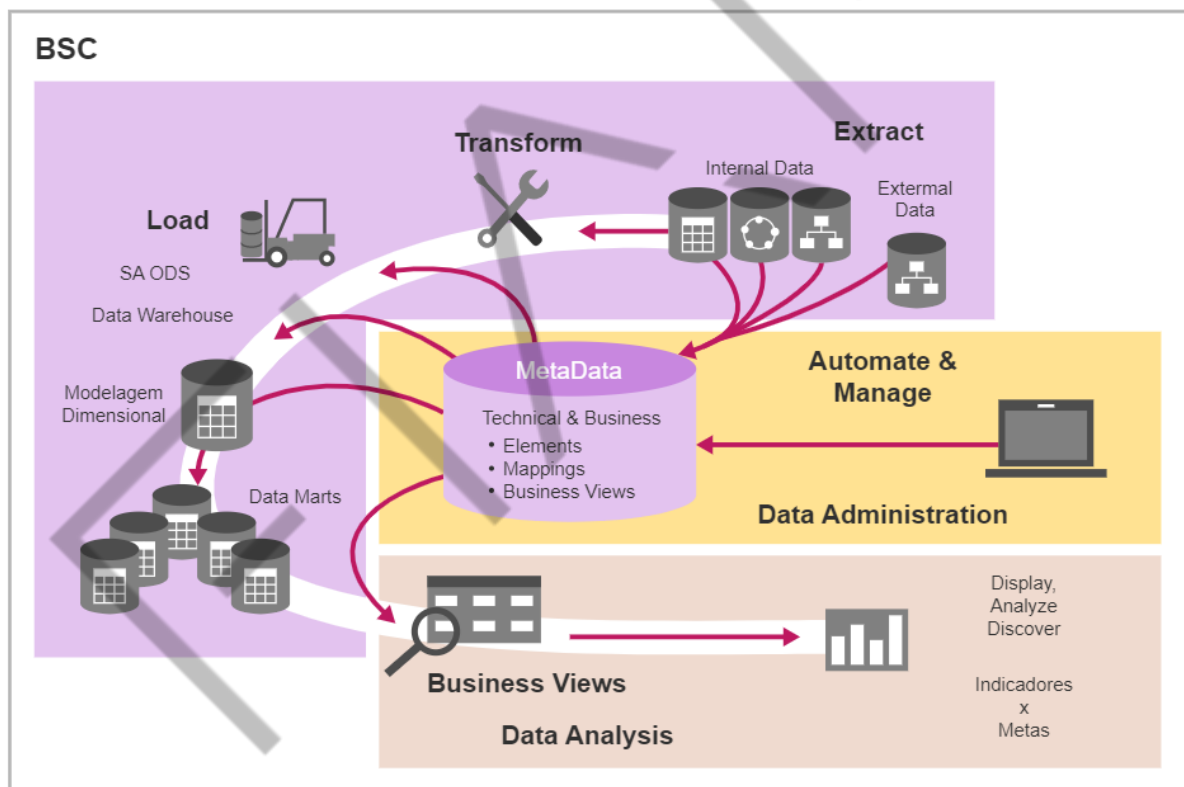 BSC
Extract
Transform
Internal Data
Extermal
Data
Load
SA ODS
Data Warehouse
Modelagem
Dimensional
Data Marts
MetaData
Technical & Business
• Elements
• Mappings
• Business Views
Automate &
Manage
Data Administration
Business Views
Data Analysis
Display,
Analyze
Discover
Indicadores
x
Metas